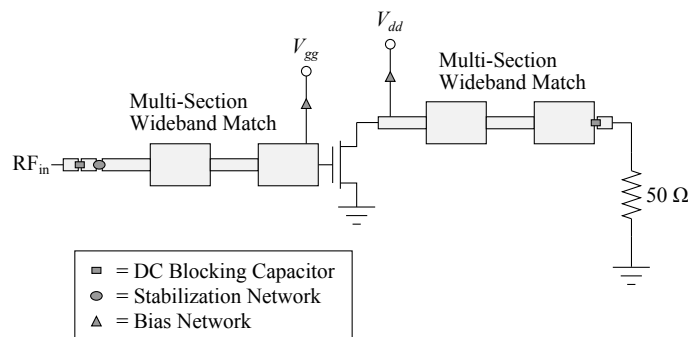 V_gg
V_dd
Multi-Section
Wideband Match
Multi-Section
Wideband Match
RF_in
50 Ω
= DC Blocking Capacitor
= Stabilization Network
= Bias Network